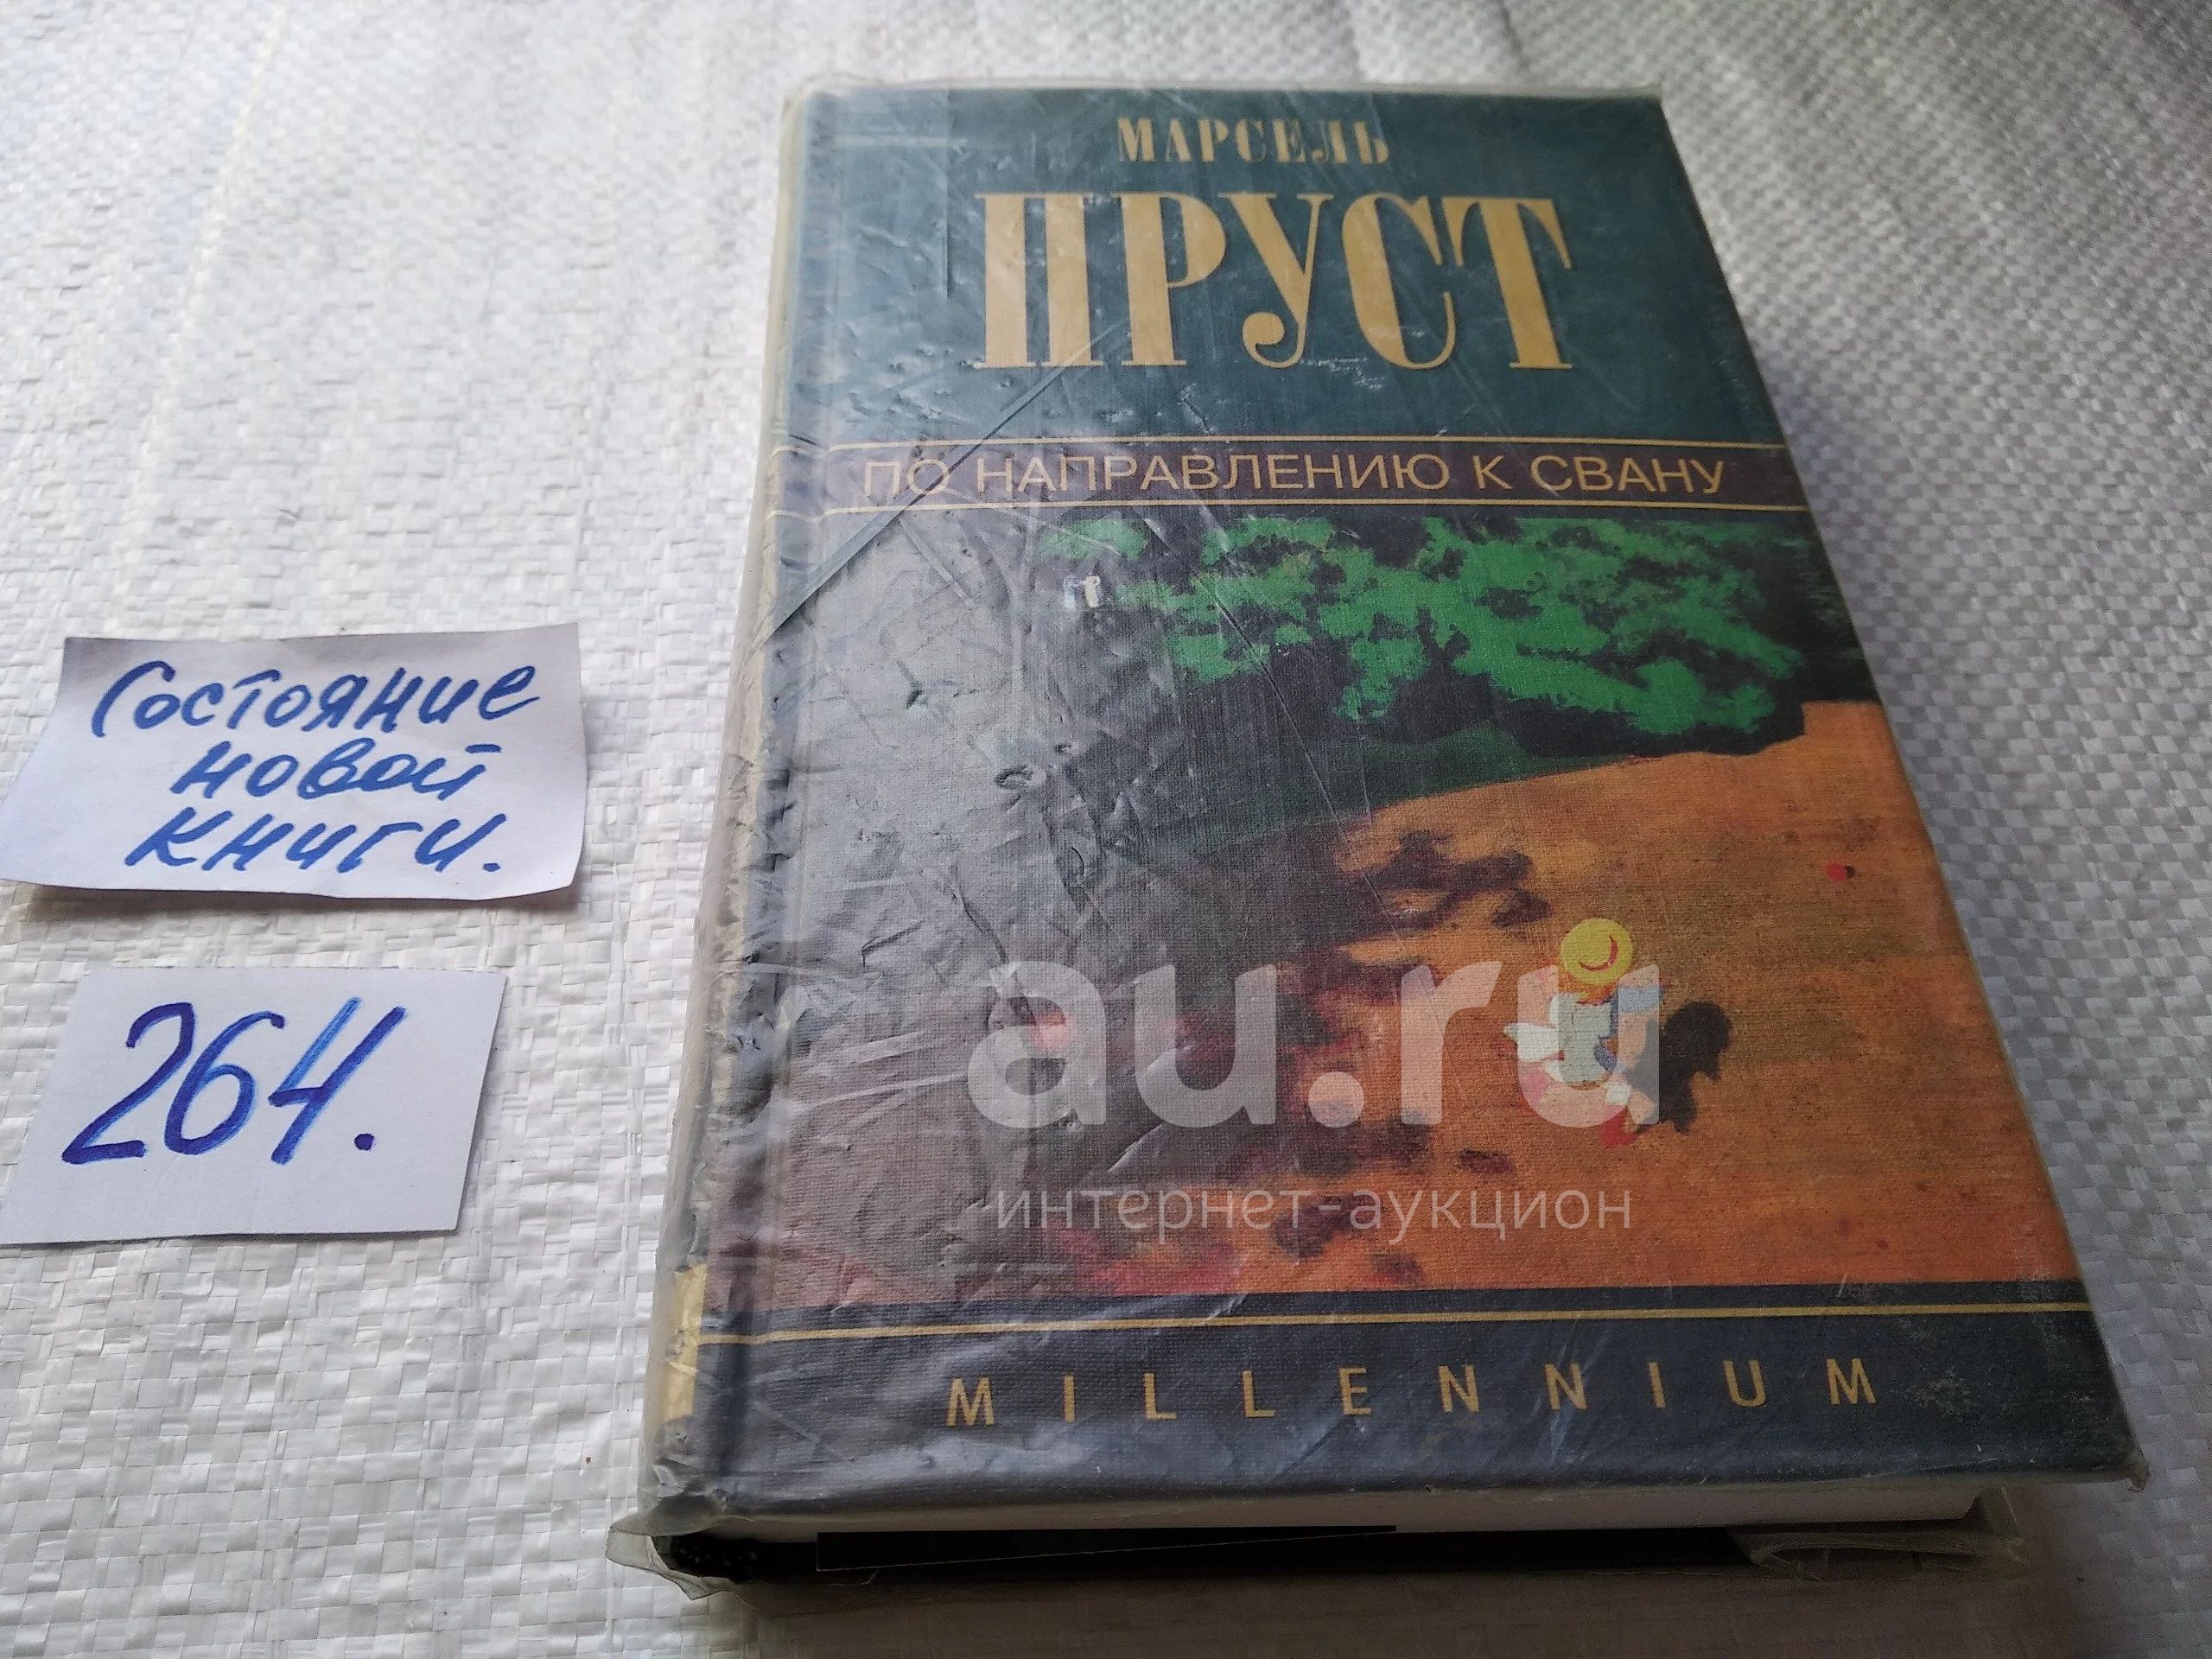 МАРСЕЛЬ
ПРУСТ
ПО НАПРАВЛЕНИЮ К СВАНУ
Состояние
новой
книги.
264.
au.ru
интернет-аукцион
MILLENNIUM